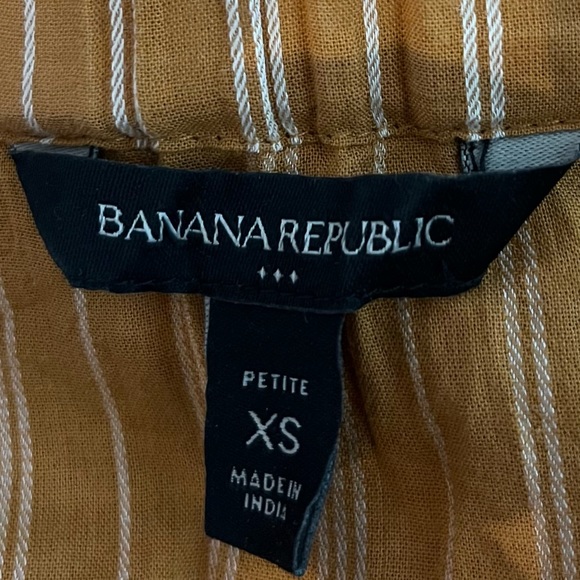 BANANA REPUBLIC
PETITE
XS
MADE IN
INDIA